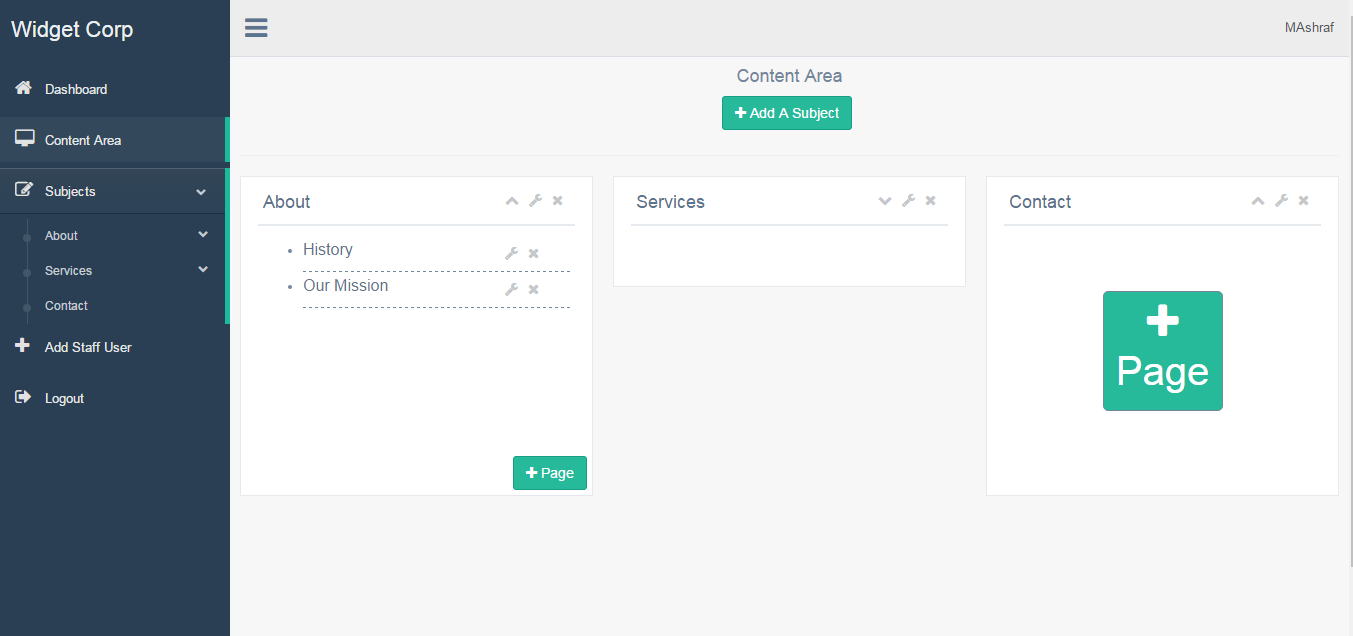 Widget Corp
MAshraf
Dashboard
Content Area
Subjects
About
Services
Contact
Add Staff User
Logout
Content Area
Add A Subject
About
History
Our Mission
Page
Services
Contact
Page